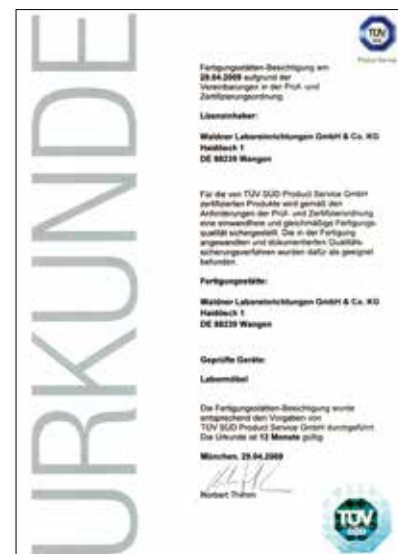 URKUNDE
TÜV
SÜD
Product Service
Fertigungsstätten-Besichtigung am
29.04.2009 aufgrund der
Vereinbarungen in der Prüf- und
Zertifizierungsordnung.
Lizenzinhaber:
Waldner Laboreinrichtungen GmbH & Co. KG
Haidösch 1
DE 88239 Wangen
Für die von TÜV SÜD Product Service GmbH
zertifizierten Produkte wird gemäß den
Anforderungen der Prüf- und Zertifizierordnung
eine einwandfreie und gleichmäßige Fertigungs-
qualität sichergestellt. Die in der Fertigung
angewandten und dokumentierten Qualitäts-
sicherungsverfahren wurden dafür als geeignet
befunden.
Fertigungsstätte:
Waldner Laboreinrichtungen GmbH & Co. KG
Haidösch 1
DE 88239 Wangen
Geprüfte Geräte:
Labormöbel
Die Fertigungsstätten-Besichtigung wurde
entsprechend den Vorgaben von
TÜV SÜD Product Service GmbH durchgeführt.
Die Urkunde ist 12 Monate gültig.
München, 29.04.2009
Norbert
TÜV
SÜD